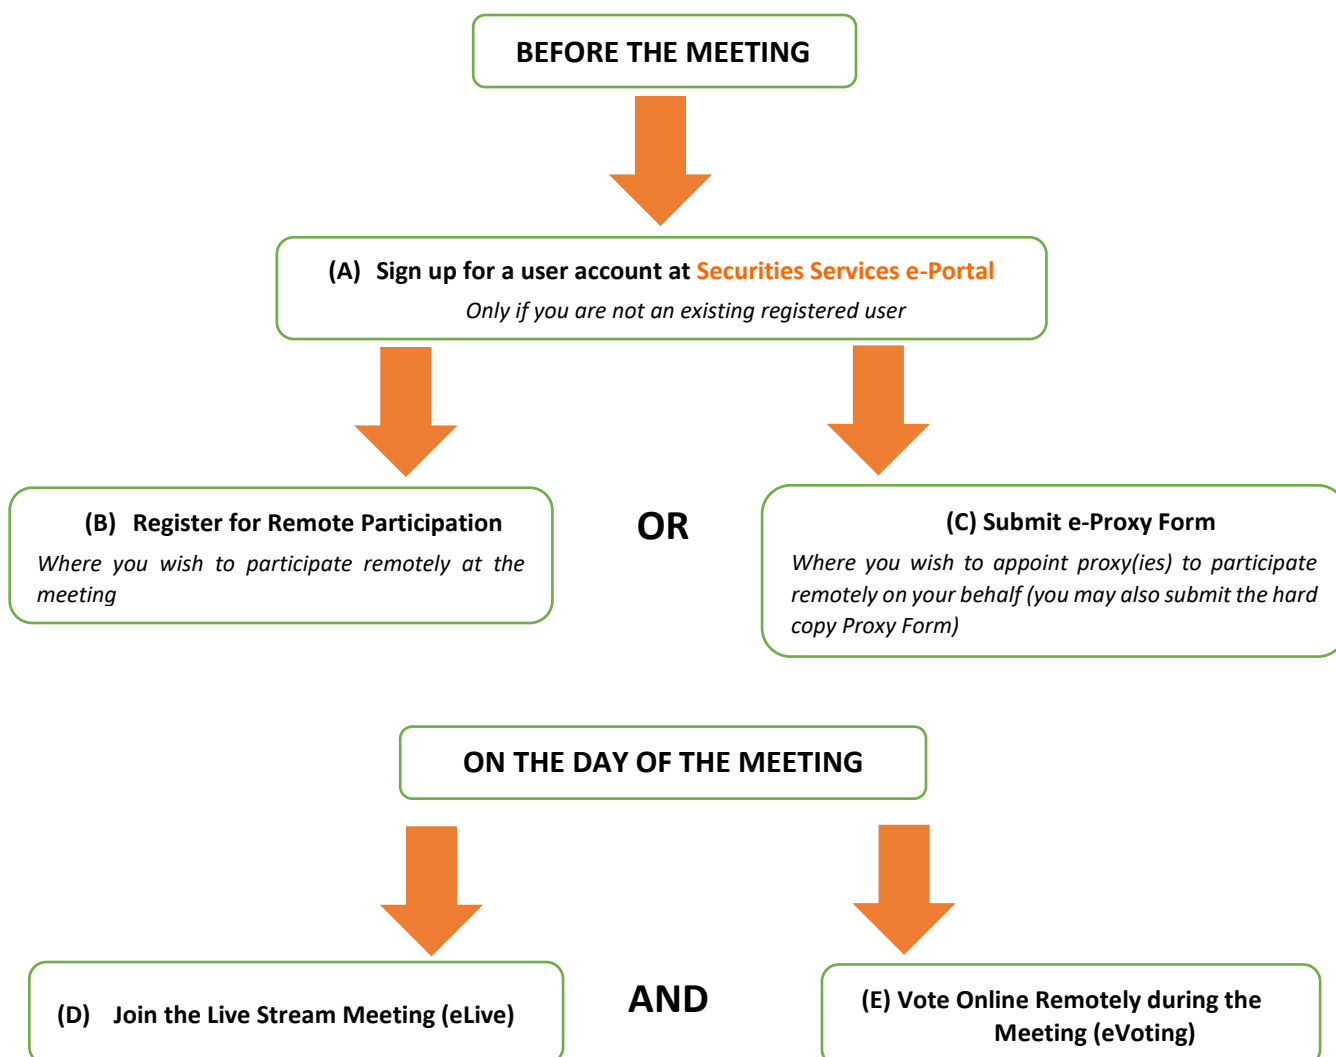 BEFORE THE MEETING
(A) Sign up for a user account at Securities Services e-Portal
Only if you are not an existing registered user
(B) Register for Remote Participation
Where you wish to participate remotely at the
meeting
OR
(C) Submit e-Proxy Form
Where you wish to appoint proxy(ies) to participate
remotely on your behalf (you may also submit the hard
copy Proxy Form)
ON THE DAY OF THE MEETING
(D) Join the Live Stream Meeting (eLive)
AND
(E) Vote Online Remotely during the
Meeting (eVoting)